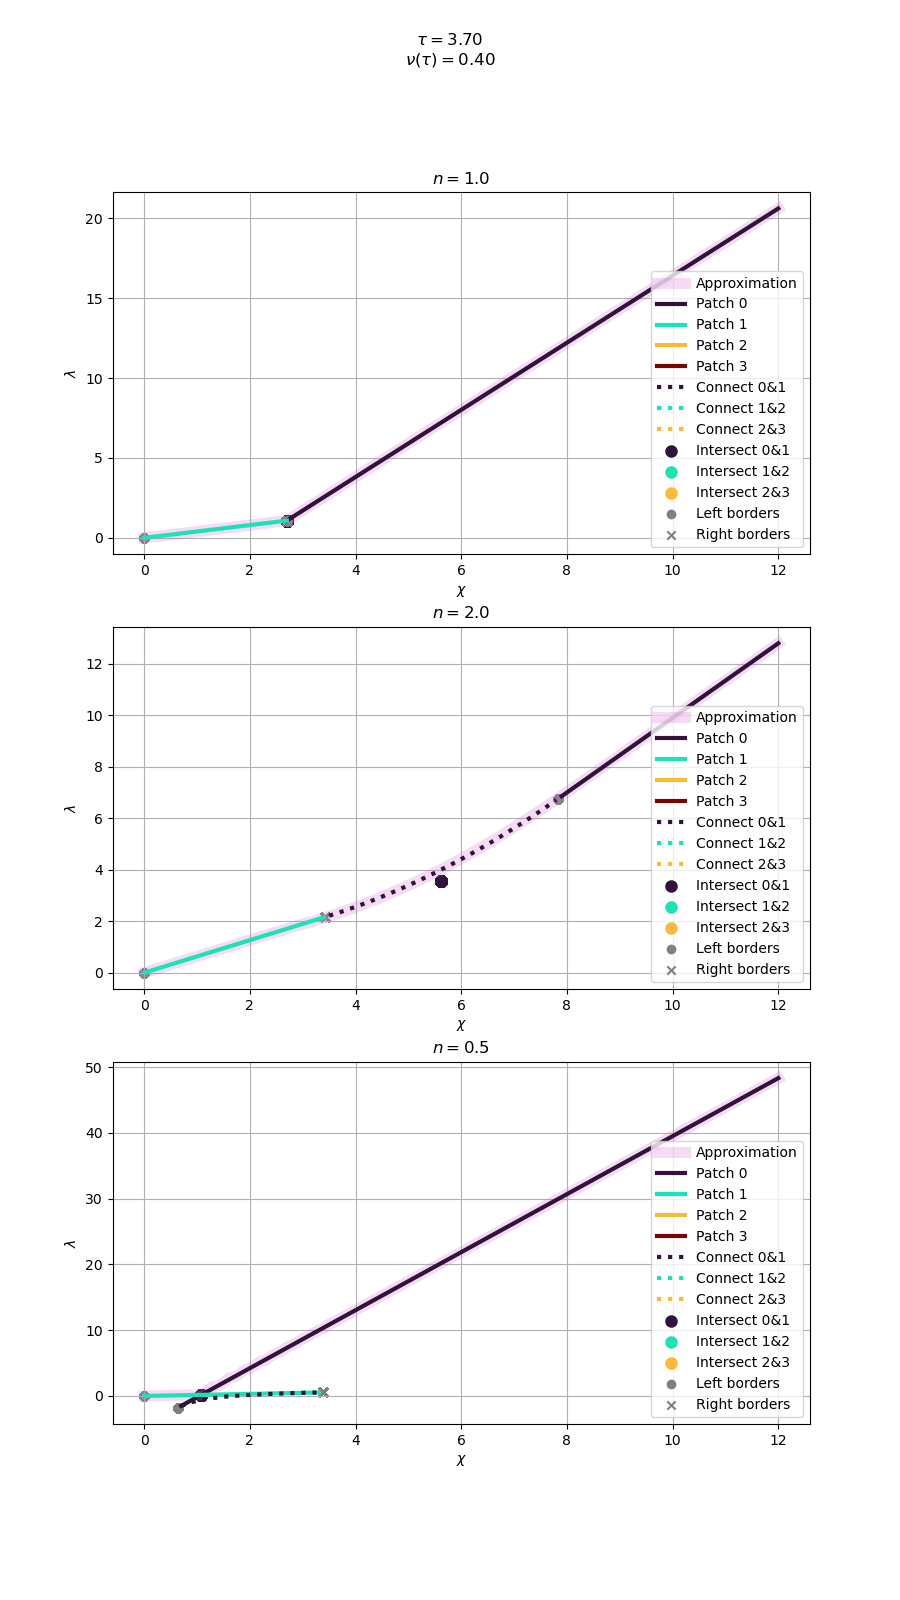 τ = 3.70
ν(τ) = 0.40
n = 1.0
20
15
10
5
0
λ
0 2 4 6 8 10 12
χ
Approximation
Patch 0
Patch 1
Patch 2
Patch 3
Connect 0&1
Connect 1&2
Connect 2&3
Intersect 0&1
Intersect 1&2
Intersect 2&3
Left borders
Right borders
n = 2.0
12
10
8
6
4
2
0
λ
0 2 4 6 8 10 12
χ
Approximation
Patch 0
Patch 1
Patch 2
Patch 3
Connect 0&1
Connect 1&2
Connect 2&3
Intersect 0&1
Intersect 1&2
Intersect 2&3
Left borders
Right borders
n = 0.5
50
40
30
20
10
0
λ
0 2 4 6 8 10 12
χ
Approximation
Patch 0
Patch 1
Patch 2
Patch 3
Connect 0&1
Connect 1&2
Connect 2&3
Intersect 0&1
Intersect 1&2
Intersect 2&3
Left borders
Right borders